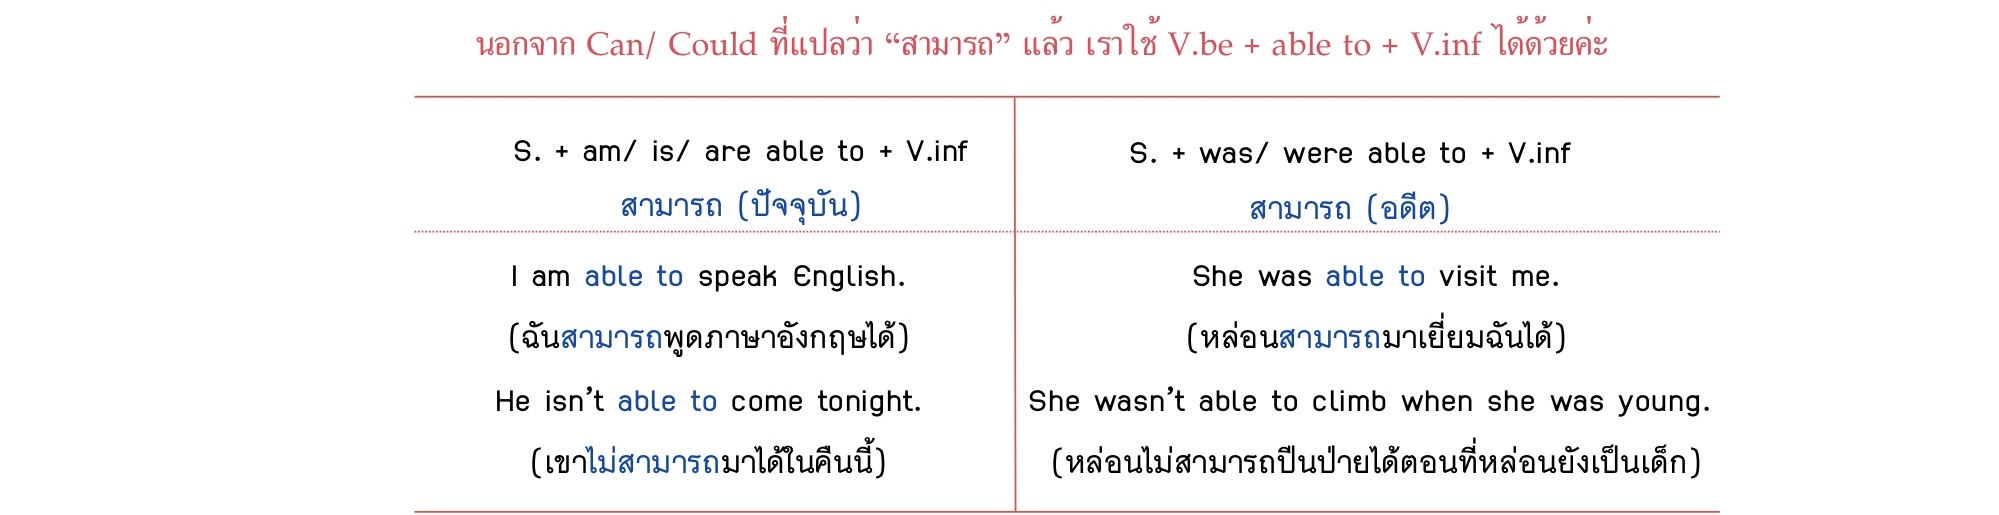 นอกจาก Can/ Could ที่แปลว่า “สามารถ” แล้ว เราใช้ V.be + able to + V.inf ได้ด้วยค่ะ
S. + am/ is/ are able to + V.inf
สามารถ (ปัจจุบัน)
I am able to speak English.
(ฉันสามารถพูดภาษาอังกฤษได้)
He isn’t able to come tonight.
(เขาไม่สามารถมาได้ในคืนนี้)
S. + was/ were able to + V.inf
สามารถ (อดีต)
She was able to visit me.
(หล่อนสามารถมาเยี่ยมฉันได้)
She wasn’t able to climb when she was young.
(หล่อนไม่สามารถปีนป่ายได้ตอนที่หล่อนยังเป็นเด็ก)